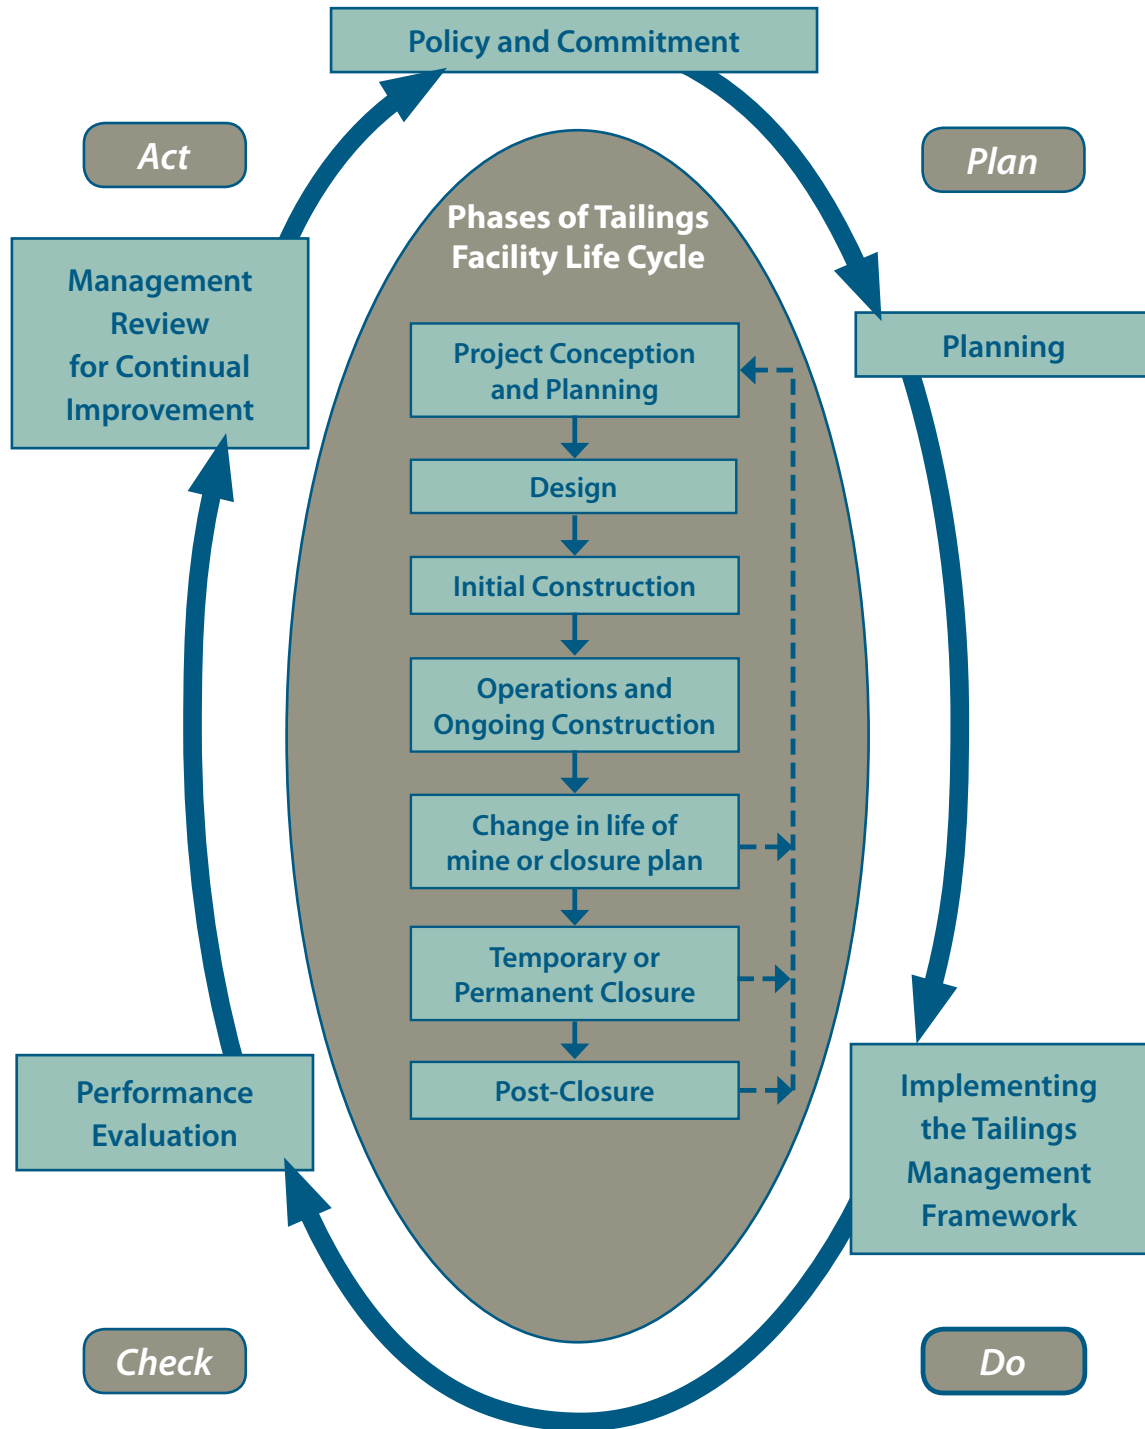 Policy and Commitment
Act
Plan
Phases of Tailings
Facility Life Cycle
Management
Review
for Continual
Improvement
Planning
Project Conception
and Planning
Design
Initial Construction
Operations and
Ongoing Construction
Change in life of
mine or closure plan
Temporary or
Permanent Closure
Post-Closure
Performance
Evaluation
Implementing
the Tailings
Management
Framework
Check
Do